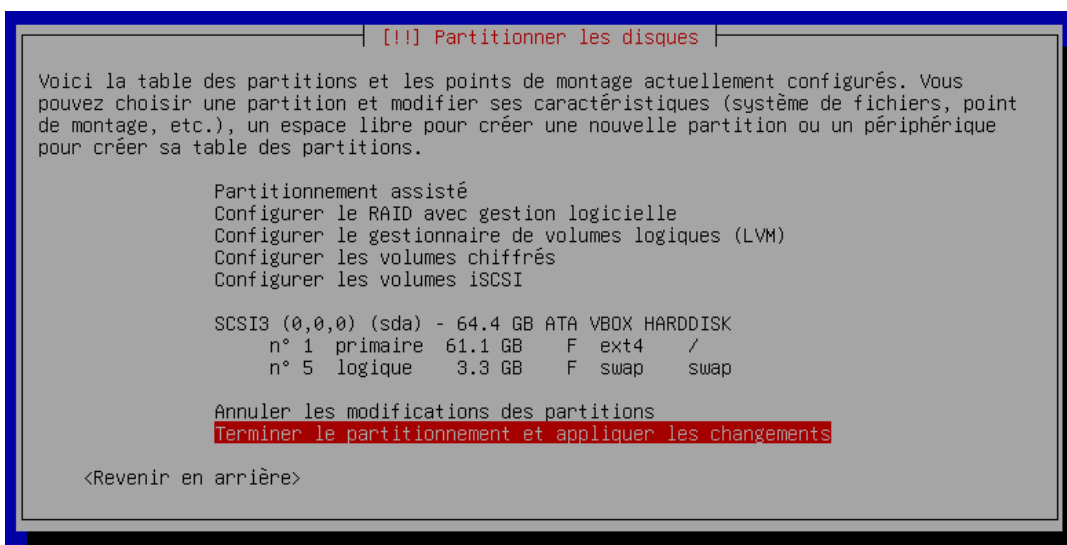 [!!] Partitionner les disques
Voici la table des partitions et les points de montage actuellement configurés. Vous
pouvez choisir une partition et modifier ses caractéristiques (système de fichiers, point
de montage, etc.), un espace libre pour créer une nouvelle partition ou un périphérique
pour créer sa table des partitions.
Partitionnement assisté
Configurer le RAID avec gestion logicielle
Configurer le gestionnaire de volumes logiques (LVM)
Configurer les volumes chiffrés
Configurer les volumes iSCSI
SCSI3 (0,0,0) (sda) - 64.4 GB ATA VBOX HARDDISK
n° 1 primaire 61.1 GB F ext4 /
n° 5 logique 3.3 GB F swap swap
Annuler les modifications des partitions
Terminer le partitionnement et appliquer les changements
<Revenir en arrière>